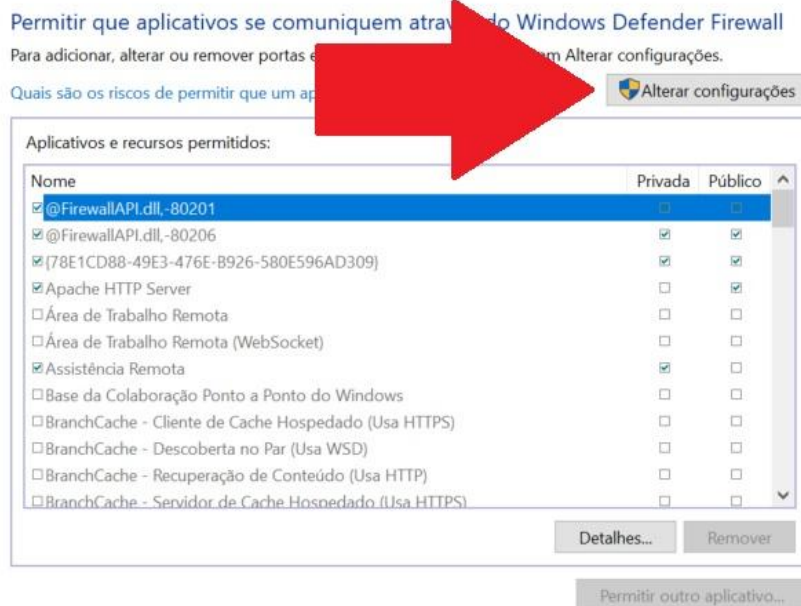 Permitir que aplicativos se comuniquem atrav do Windows Defender Firewall
Para adicionar, alterar ou remover portas e m Alterar configurações.
Quais são os riscos de permitir que um ap
Alterar configurações
Aplicativos e recursos permitidos:
Nome Privada Público
@FirewallAPI.dll,-80201
@FirewallAPI.dll,-80206
{78E1CD88-49E3-476E-B926-580E596AD309}
Apache HTTP Server
Área de Trabalho Remota
Área de Trabalho Remota (WebSocket)
Assistência Remota
Base da Colaboração Ponto a Ponto do Windows
BranchCache - Cliente de Cache Hospedado (Usa HTTPS)
BranchCache - Descoberta no Par (Usa WSD)
BranchCache - Recuperação de Conteúdo (Usa HTTP)
BranchCache - Servidor de Cache Hospedado (Usa HTTPS)
Detalhes... Remover
Permitir outro aplicativo...